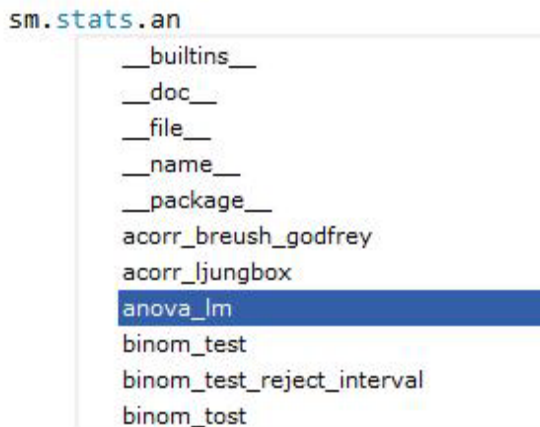 sm.stats.an
__builtins__
__doc__
__file__
__name__
__package__
acorr_breush_godfrey
acorr_ljungbox
anova_lm
binom_test
binom_test_reject_interval
binom_tost